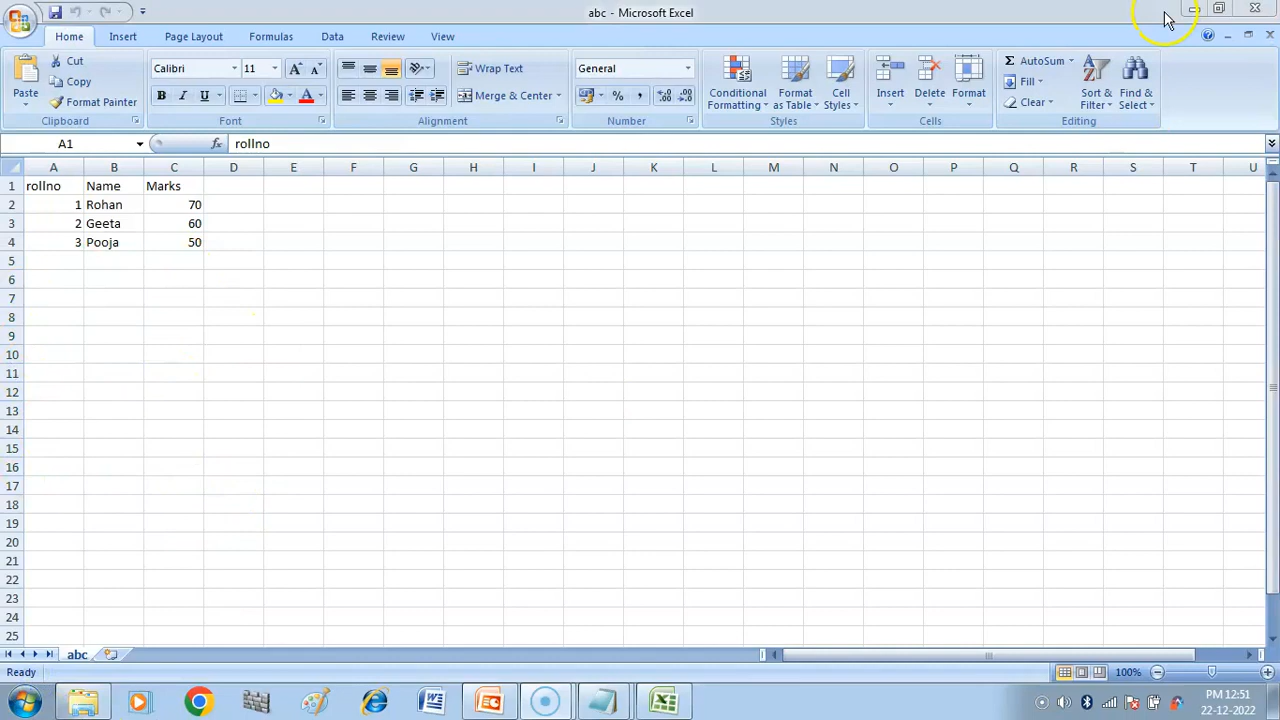 abc - Microsoft Excel
Home Insert Page Layout Formulas Data Review View
Paste
Cut
Copy
Format Painter
Clipboard
Calibri 11 A A
B I U A
Font
Wrap Text
Merge & Center
Alignment
General
% ,
Number
Conditional Formatting
Format as Table
Cell Styles
Styles
Insert
Delete
Format
Cells
Σ AutoSum
Fill
Clear
Sort & Filter
Find & Select
Editing
A1 fx rollno
A B C D E F G H I J K L M N O P Q R S T U
1 rollno Name Marks
2 1 Rohan 70
3 2 Geeta 60
4 3 Pooja 50
5
6
7
8
9
10
11
12
13
14
15
16
17
18
19
20
21
22
23
24
25
abc
Ready 100%
PM 12:51
22-12-2022